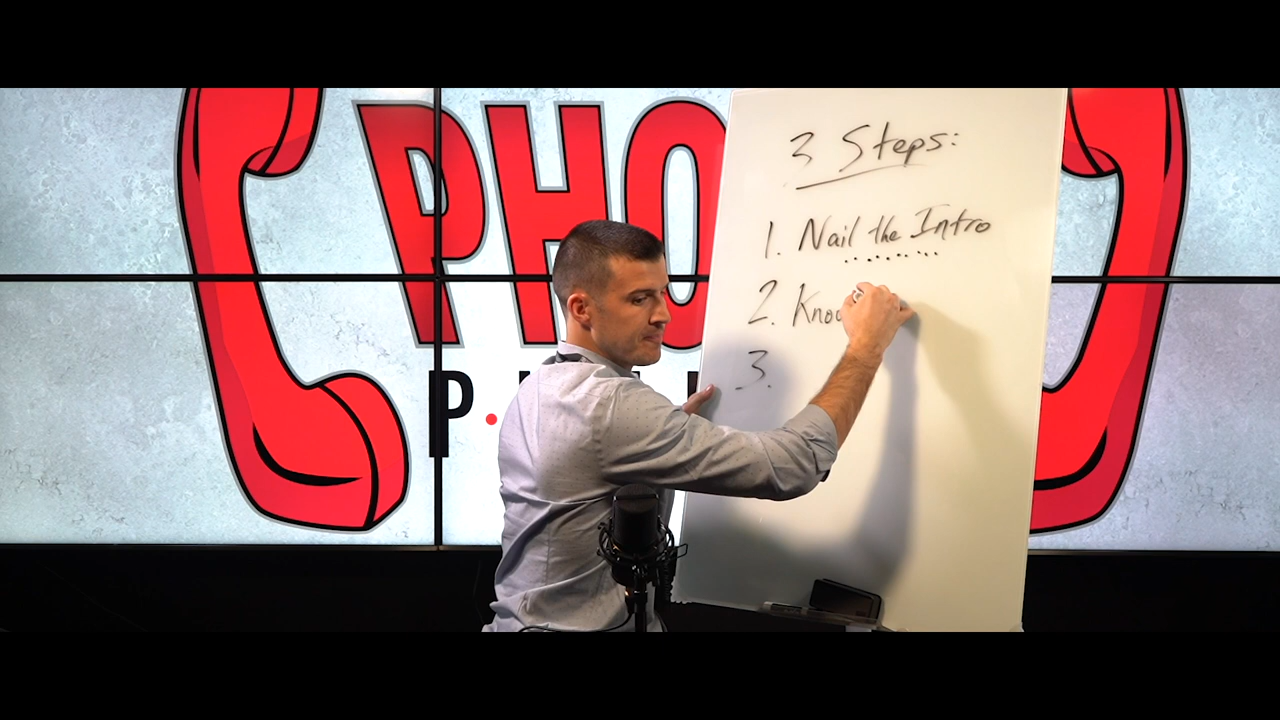 PHO
3 Steps:
1. Nail the Intro
2. Kno
3.
P.